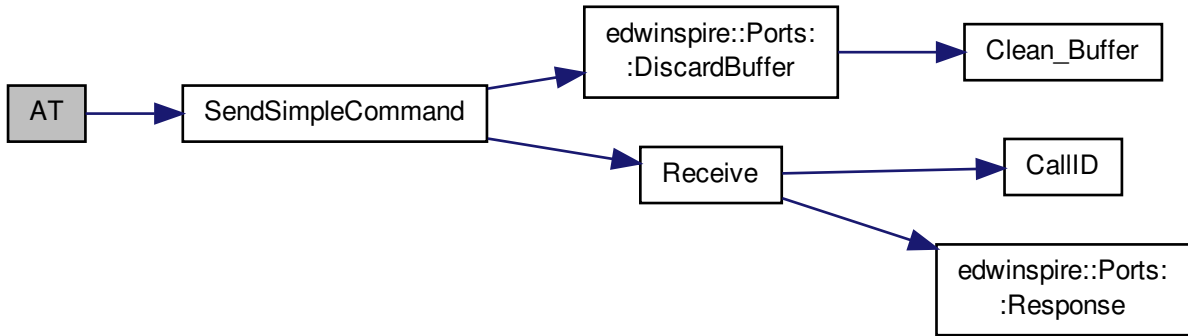 AT
SendSimpleCommand
edwinspire::Ports:
:DiscardBuffer
Clean_Buffer
Receive
CallID
edwinspire::Ports:
:Response